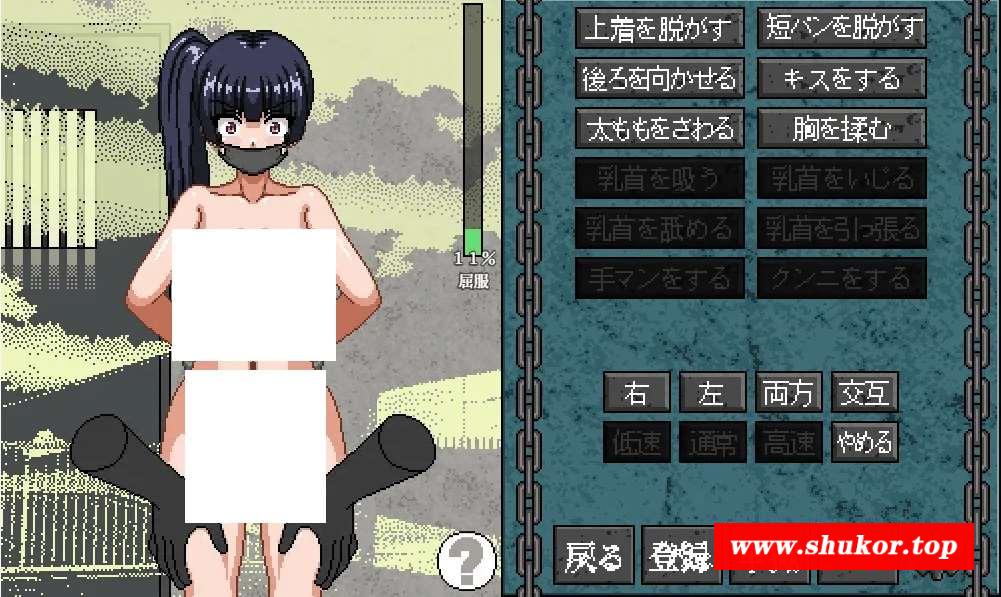 11%
屈服
上着を脱がす
短パンを脱がす
後ろを向かせる
キスをする
太ももをさわる
胸を揉む
乳首を吸う
乳首をいじる
乳首を舐める
乳首を引っ張る
手マンをする
クンニをする
右
左
両方
交互
低速
通常
高速
やめる
?
戻る
登録
www.shukor.top